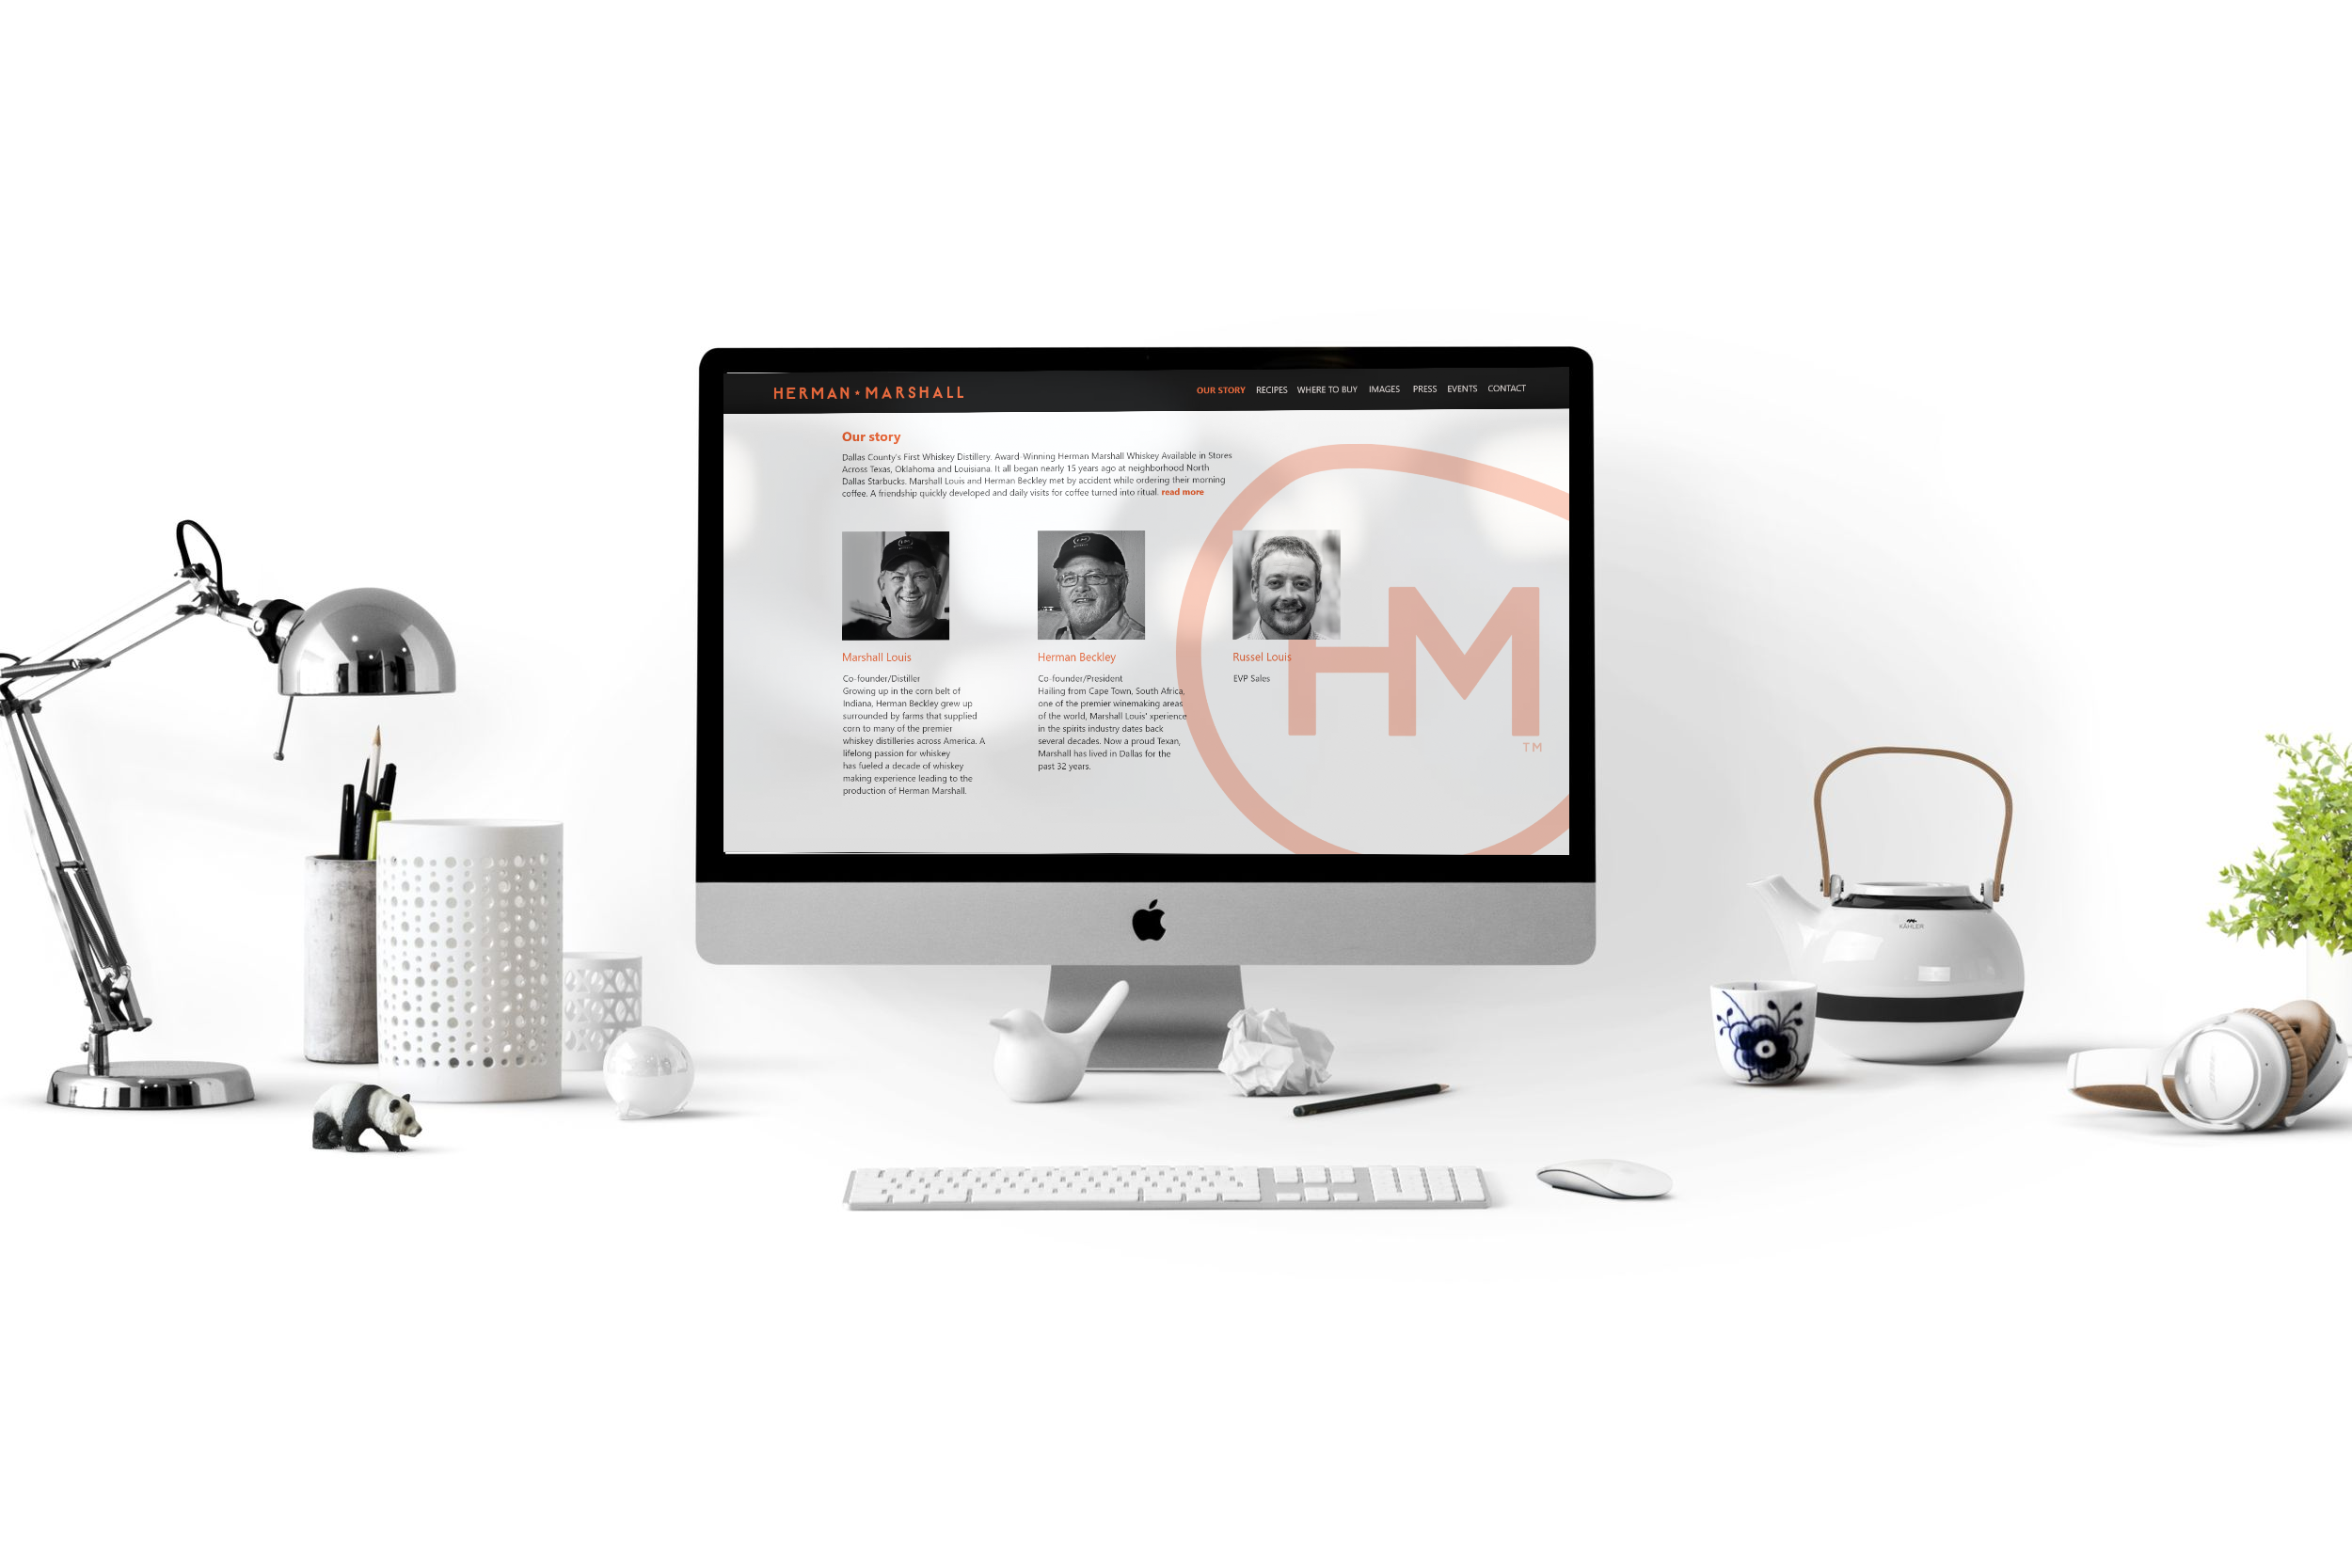 HERMAN ★ MARSHALL
OUR STORY RECIPES WHERE TO BUY IMAGES PRESS EVENTS CONTACT
Our story
Dallas County's First Whiskey Distillery. Award-Winning Herman Marshall Whiskey Available in Stores
Across Texas, Oklahoma and Louisiana. It all began nearly 15 years ago at neighborhood North
Dallas Starbucks. Marshall Louis and Herman Beckley met by accident while ordering their morning
coffee. A friendship quickly developed and daily visits for coffee turned into ritual. read more
Marshall Louis
Co-founder/Distiller
Growing up in the corn belt of
Indiana, Herman Beckley grew up
surrounded by farms that supplied
corn to many of the premier
whiskey distilleries across America. A
lifelong passion for whiskey
has fueled a decade of whiskey
making experience leading to the
production of Herman Marshall.
Herman Beckley
Co-founder/President
Hailing from Cape Town, South Africa,
one of the premier winemaking areas
of the world, Marshall Louis' xperience
in the spirits industry dates back
several decades. Now a proud Texan,
Marshall has lived in Dallas for the
past 32 years.
Russel Louis
EVP Sales
HM
TM
KÄHLER